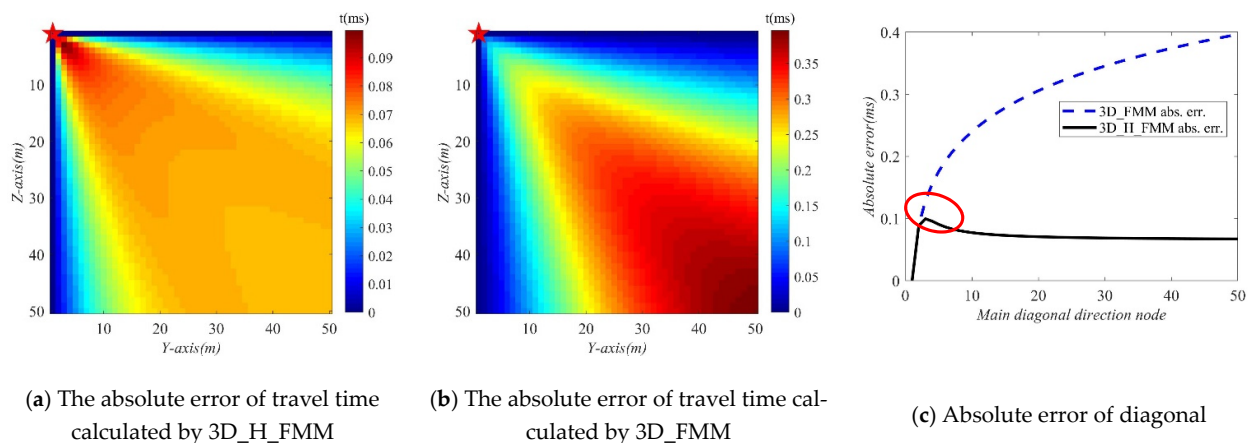 t(ms)
0.09
0.08
0.07
0.06
0.05
0.04
0.03
0.02
0.01
0
10
20
30
40
50
Z-axis(m)
10 20 30 40 50
Y-axis(m)
t(ms)
0.35
0.3
0.25
0.2
0.15
0.1
0.05
0
10
20
30
40
50
Z-axis(m)
10 20 30 40 50
Y-axis(m)
0.4
0.3
0.2
0.1
0
Absolute error(ms)
3D_FMM abs. err.
3D_H_FMM abs. err.
0 10 20 30 40 50
Main diagonal direction node
(a) The absolute error of travel time
calculated by 3D_H_FMM
(b) The absolute error of travel time cal-
culated by 3D_FMM
(c) Absolute error of diagonal